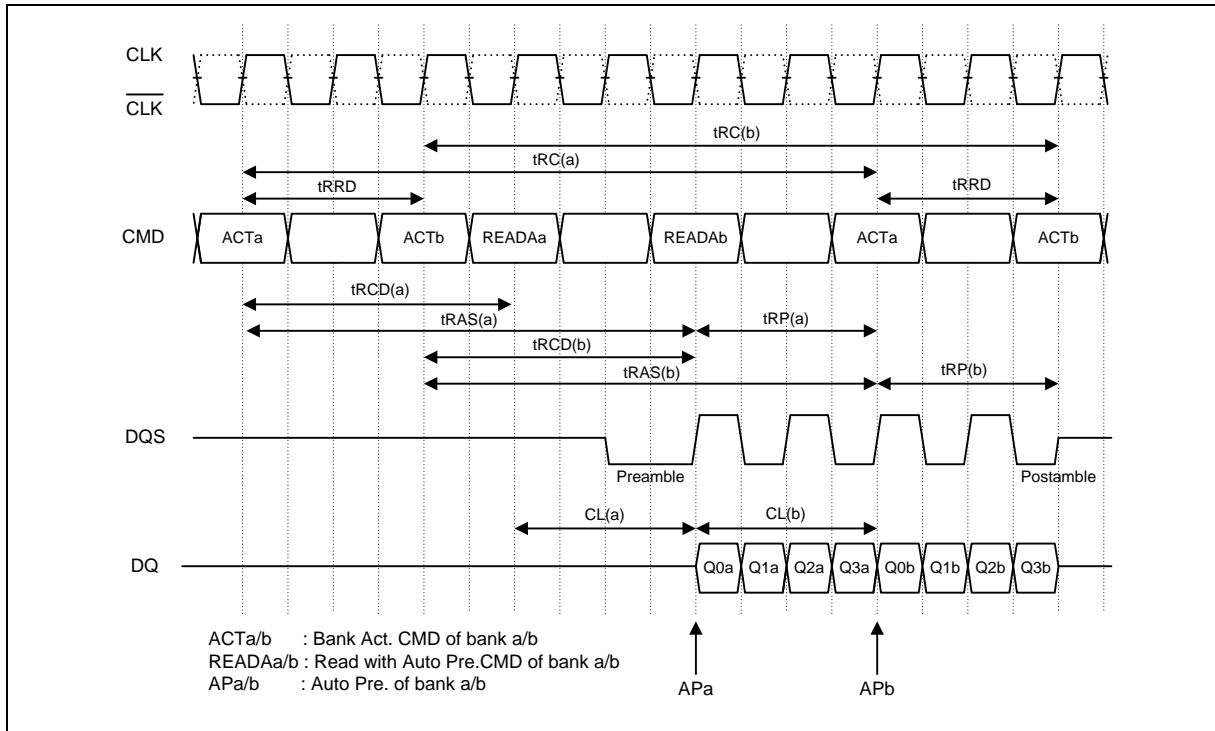 CLK
CLK
tRC(b)
tRC(a)
tRRD tRRD
CMD ACTa ACTb READAa READAb ACTa ACTb
tRCD(a)
tRAS(a) tRP(a)
tRCD(b)
tRAS(b) tRP(b)
DQS
Preamble Postamble
CL(a) CL(b)
DQ Q0a Q1a Q2a Q3a Q0b Q1b Q2b Q3b
ACTa/b : Bank Act. CMD of bank a/b
READAa/b : Read with Auto Pre.CMD of bank a/b
APa/b : Auto Pre. of bank a/b
APa APb